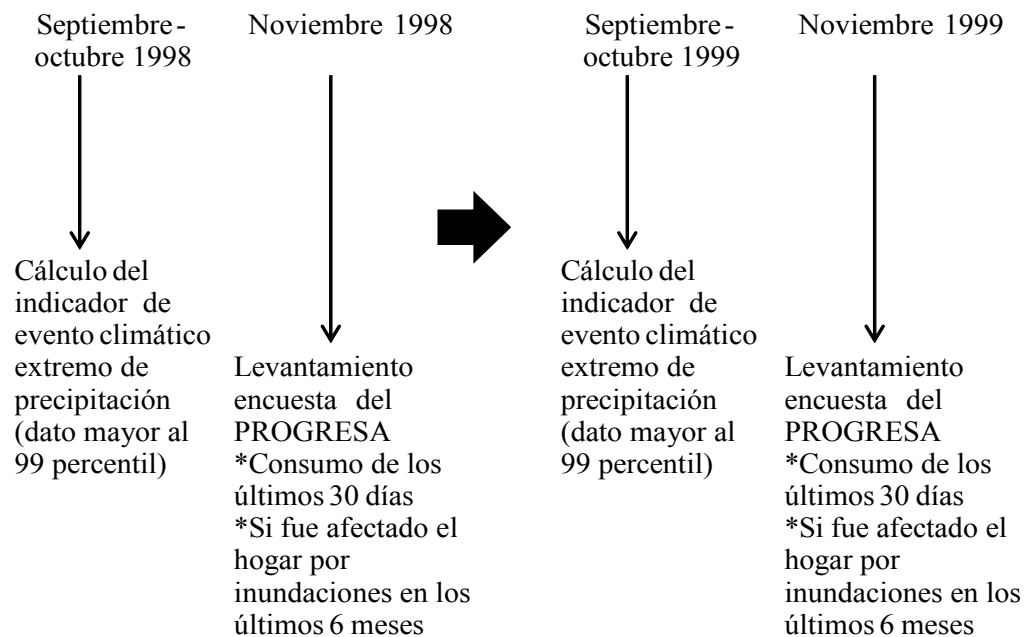 Septiembre-
octubre 1998
Cálculo del
indicador de
evento climático
extremo de
precipitación
(dato mayor al
99 percentil)
Noviembre 1998
Levantamiento
encuesta del
PROGRESA
*Consumo de los
últimos 30 días
*Si fue afectado el
hogar por
inundaciones en los
últimos 6 meses
Septiembre-
octubre 1999
Cálculo del
indicador de
evento climático
extremo de
precipitación
(dato mayor al
99 percentil)
Noviembre 1999
Levantamiento
encuesta del
PROGRESA
*Consumo de los
últimos 30 días
*Si fue afectado el
hogar por
inundaciones en los
últimos 6 meses